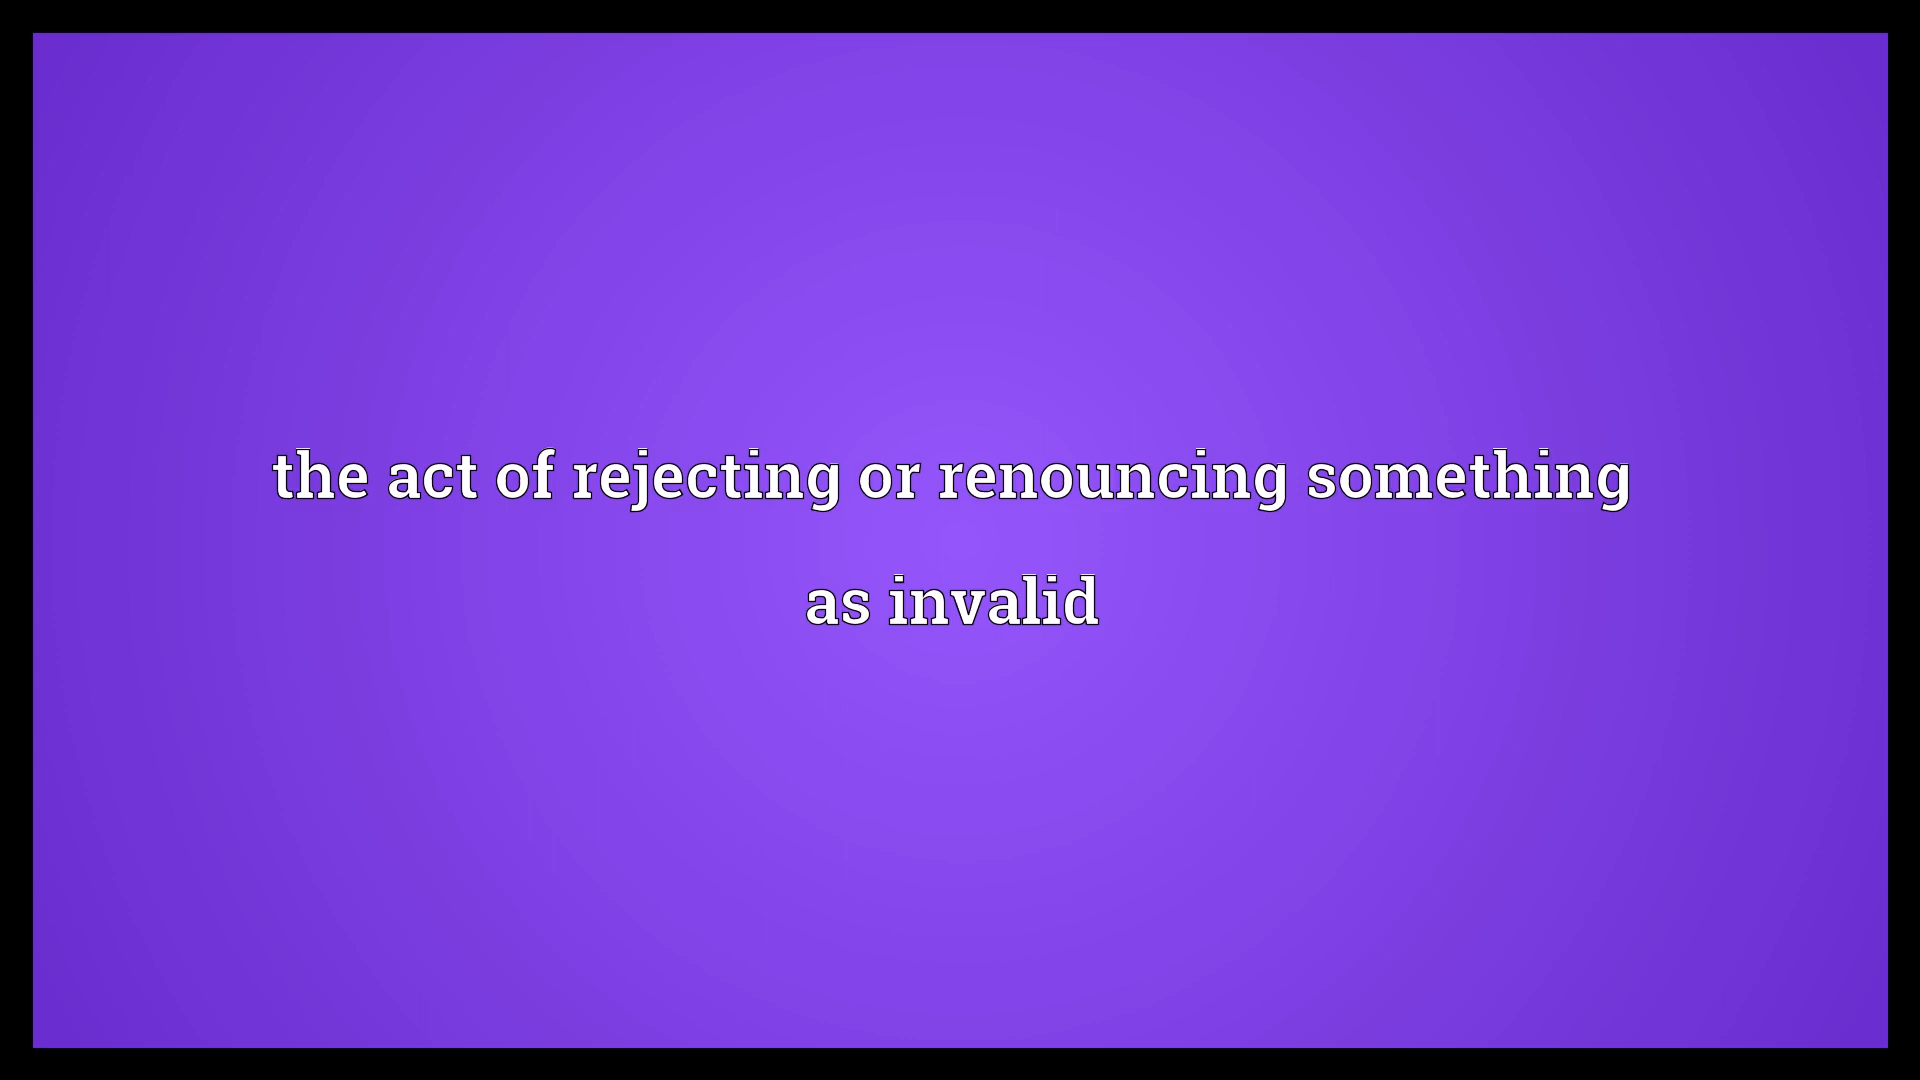 the act of rejecting or renouncing something
as invalid